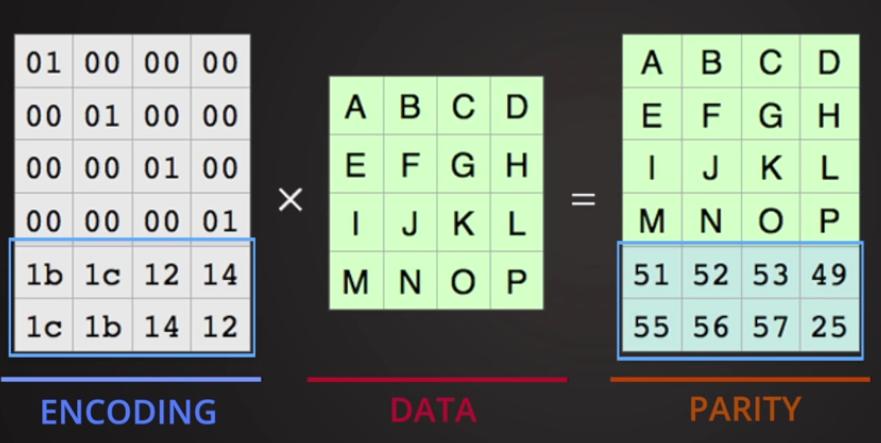 01 00 00 00
00 01 00 00
00 00 01 00
00 00 00 01
1b 1c 12 14
1c 1b 14 12
ENCODING
×
A B C D
E F G H
I J K L
M N O P
DATA
=
A B C D
E F G H
I J K L
M N O P
51 52 53 49
55 56 57 25
PARITY